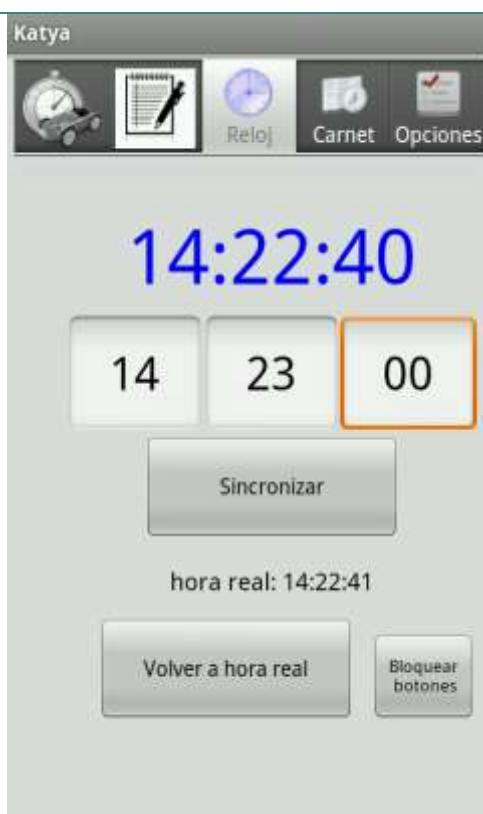 Katya
Reloj Carnet Opciones
14:22:40
14 23 00
Sincronizar
hora real: 14:22:41
Volver a hora real
Bloquear
botones